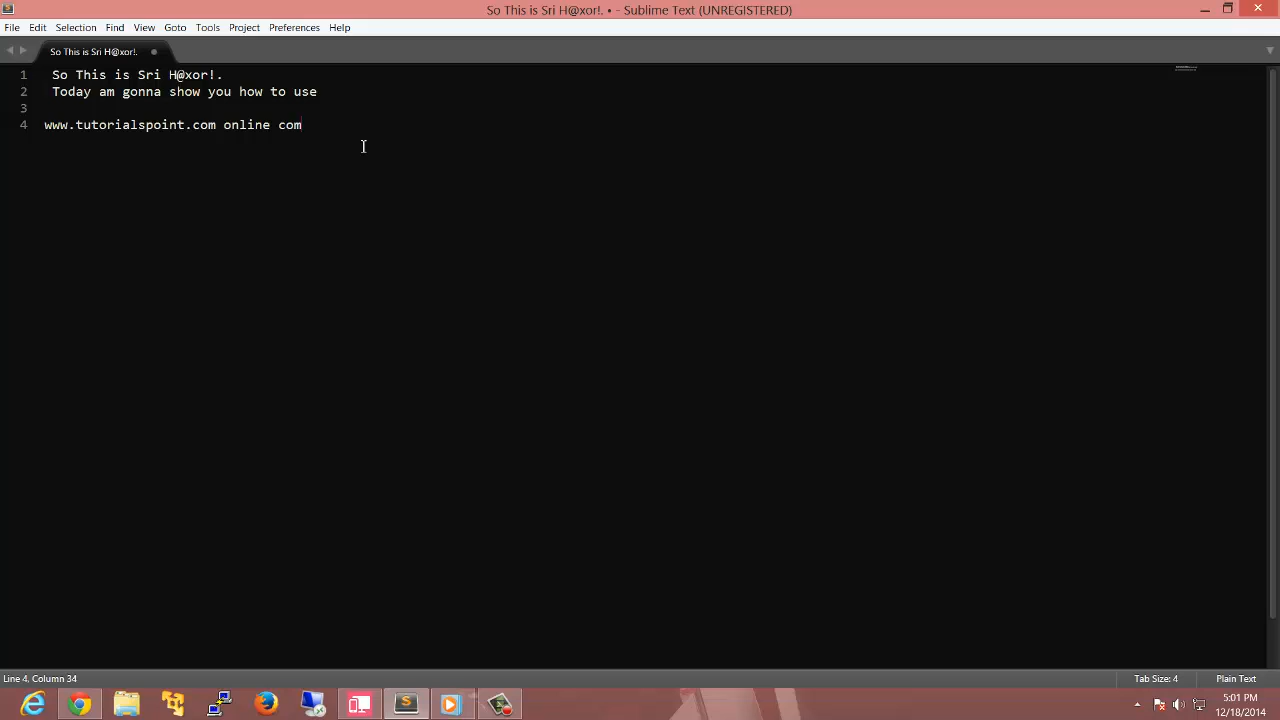 So This is Sri H@xor!. • - Sublime Text (UNREGISTERED)
File Edit Selection Find View Goto Tools Project Preferences Help
So This is Sri H@xor!.
1 So This is Sri H@xor!.
2 Today am gonna show you how to use
3
4 www.tutorialspoint.com online com
Line 4, Column 34 Tab Size: 4 Plain Text
5:01 PM
12/18/2014